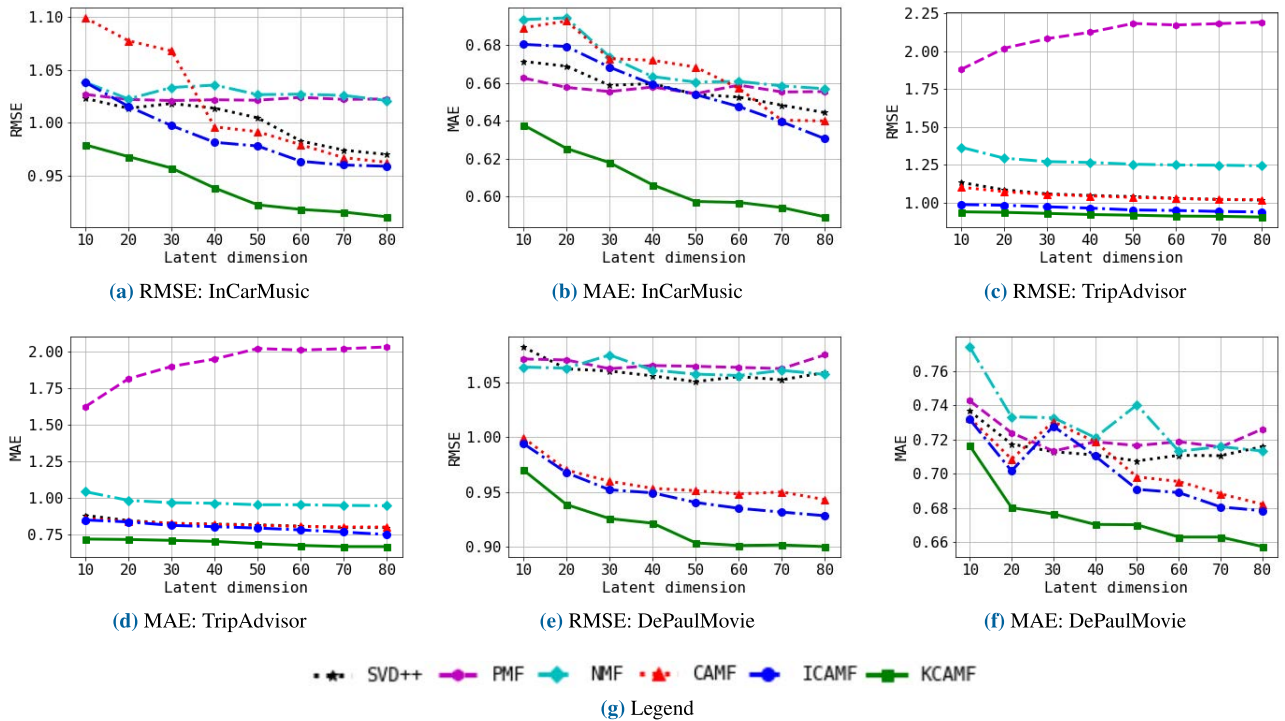 1.10
1.05
1.00
0.95
RMSE
10 20 30 40 50 60 70 80
Latent dimension
(a) RMSE: InCarMusic
0.68
0.66
0.64
0.62
0.60
MAE
10 20 30 40 50 60 70 80
Latent dimension
(b) MAE: InCarMusic
2.25
2.00
1.75
1.50
1.25
1.00
RMSE
10 20 30 40 50 60 70 80
Latent dimension
(c) RMSE: TripAdvisor
2.00
1.75
1.50
1.25
1.00
0.75
MAE
10 20 30 40 50 60 70 80
Latent dimension
(d) MAE: TripAdvisor
1.05
1.00
0.95
0.90
RMSE
10 20 30 40 50 60 70 80
Latent dimension
(e) RMSE: DePaulMovie
0.76
0.74
0.72
0.70
0.68
0.66
MAE
10 20 30 40 50 60 70 80
Latent dimension
(f) MAE: DePaulMovie
SVD++ PMF NMF CAMF ICAMF KCAMF
(g) Legend